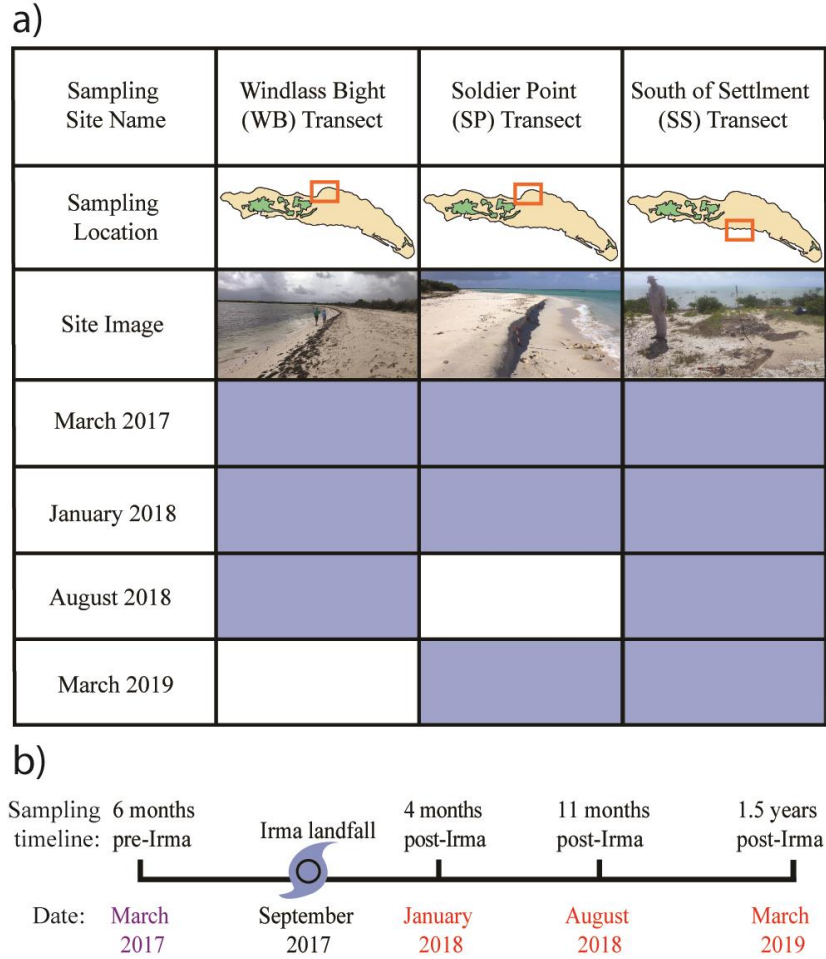 a)
Sampling
Site Name
Windlass Bight
(WB) Transect
Soldier Point
(SP) Transect
South of Settlment
(SS) Transect
Sampling
Location
Site Image
March 2017
January 2018
August 2018
March 2019
b)
Sampling
timeline:
6 months
pre-Irma
Irma landfall
4 months
post-Irma
11 months
post-Irma
1.5 years
post-Irma
Date:
March
2017
September
2017
January
2018
August
2018
March
2019